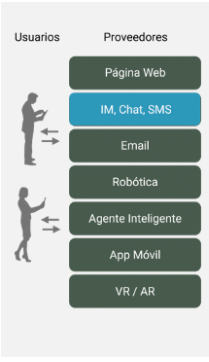 Usuarios Proveedores
Página Web
IM, Chat, SMS
Email
Robótica
Agente Inteligente
App Móvil
VR / AR